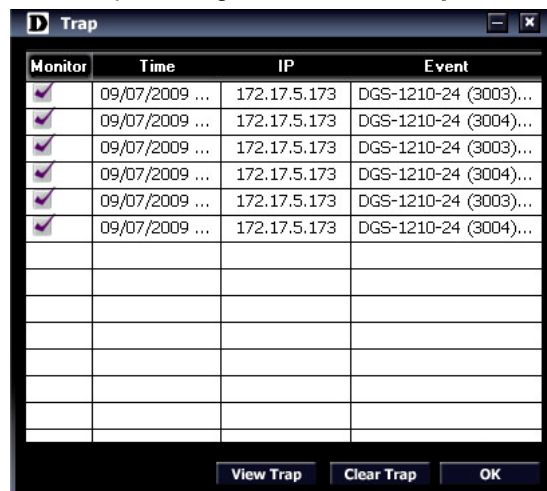 D Trap
Monitor Time IP Event
09/07/2009 ... 172.17.5.173 DGS-1210-24 (3003)...
09/07/2009 ... 172.17.5.173 DGS-1210-24 (3004)...
09/07/2009 ... 172.17.5.173 DGS-1210-24 (3003)...
09/07/2009 ... 172.17.5.173 DGS-1210-24 (3004)...
09/07/2009 ... 172.17.5.173 DGS-1210-24 (3003)...
09/07/2009 ... 172.17.5.173 DGS-1210-24 (3004)...
View Trap Clear Trap OK